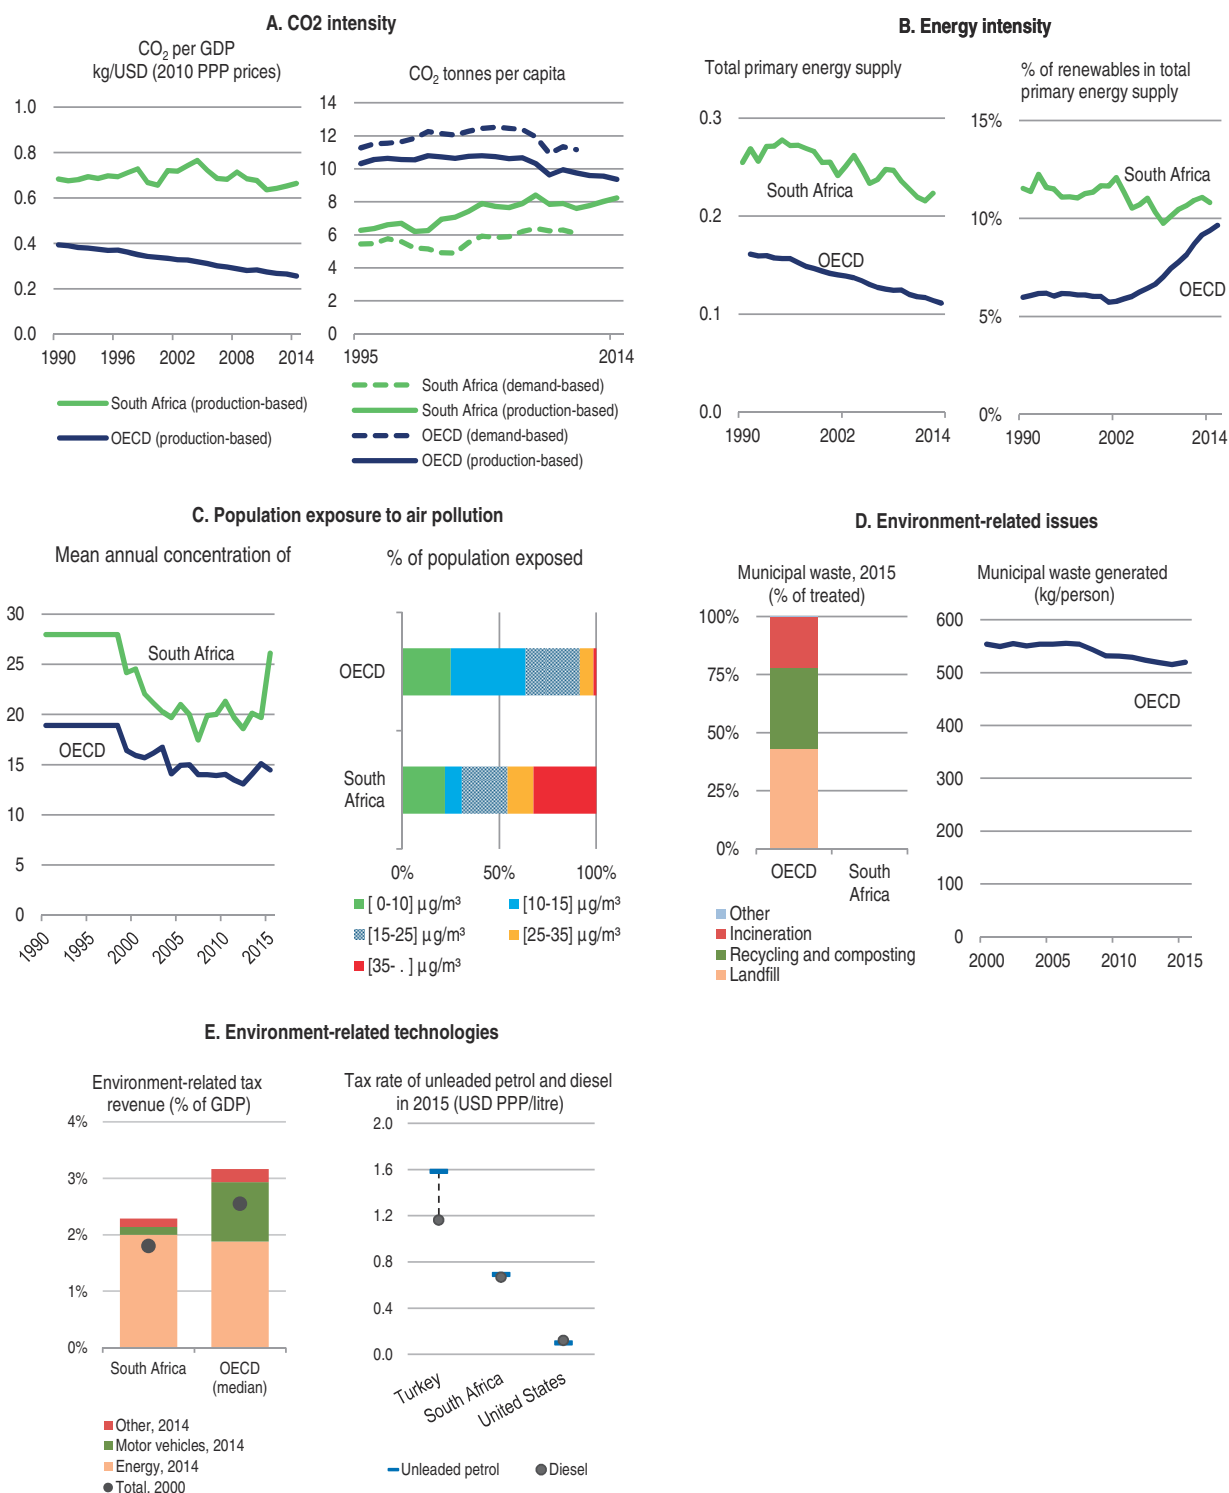 A. CO2 intensity
CO2 per GDP
kg/USD (2010 PPP prices)
1.0
0.8
0.6
0.4
0.2
0.0
1990 1996 2002 2008 2014
South Africa (production-based)
OECD (production-based)
CO2 tonnes per capita
14
12
10
8
6
4
2
0
1995 2014
South Africa (demand-based)
South Africa (production-based)
OECD (demand-based)
OECD (production-based)
B. Energy intensity
Total primary energy supply
0.3
South Africa
0.2
OECD
0.1
0.0
1990 2002 2014
% of renewables in total
primary energy supply
15%
South Africa
10%
OECD
5%
0%
1990 2002 2014
C. Population exposure to air pollution
Mean annual concentration of
30
South Africa
25
20
OECD
15
10
5
0
1990 1995 2000 2005 2010 2015
% of population exposed
OECD
South
Africa
0% 50% 100%
[ 0-10] µg/m³ [10-15] µg/m³
[15-25] µg/m³ [25-35] µg/m³
[35- . ] µg/m³
D. Environment-related issues
Municipal waste, 2015
(% of treated)
100%
75%
50%
25%
0%
OECD South
Africa
Other
Incineration
Recycling and composting
Landfill
Municipal waste generated
(kg/person)
600
500
OECD
400
300
200
100
0
2000 2005 2010 2015
E. Environment-related technologies
Environment-related tax
revenue (% of GDP)
4%
3%
2%
1%
0%
South Africa OECD
(median)
Other, 2014
Motor vehicles, 2014
Energy, 2014
Total, 2000
Tax rate of unleaded petrol and diesel
in 2015 (USD PPP/litre)
2.0
1.6
1.2
0.8
0.4
0.0
Turkey South Africa United States
Unleaded petrol Diesel